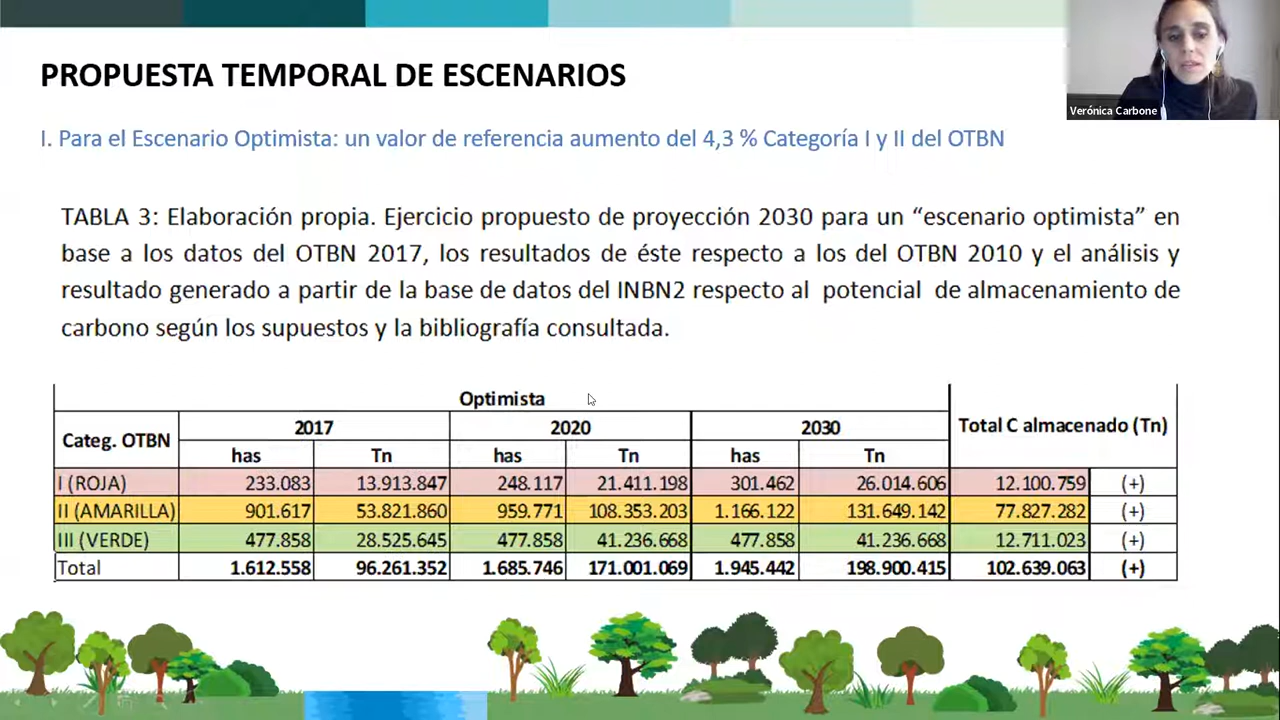 PROPUESTA TEMPORAL DE ESCENARIOS
Verónica Carbone
I. Para el Escenario Optimista: un valor de referencia aumento del 4,3 % Categoría I y II del OTBN
TABLA 3: Elaboración propia. Ejercicio propuesto de proyección 2030 para un “escenario optimista” en
base a los datos del OTBN 2017, los resultados de éste respecto a los del OTBN 2010 y el análisis y
resultado generado a partir de la base de datos del INBN2 respecto al potencial de almacenamiento de
carbono según los supuestos y la bibliografía consultada.
Optimista
Categ. OTBN 2017 2020 2030 Total C almacenado (Tn)
has Tn has Tn has Tn
I (ROJA) 233.083 13.913.847 248.117 21.411.198 301.462 26.014.606 12.100.759 (+)
II (AMARILLA) 901.617 53.821.860 959.771 108.353.203 1.166.122 131.649.142 77.827.282 (+)
III (VERDE) 477.858 28.525.645 477.858 41.236.668 477.858 41.236.668 12.711.023 (+)
Total 1.612.558 96.261.352 1.685.746 171.001.069 1.945.442 198.900.415 102.639.063 (+)